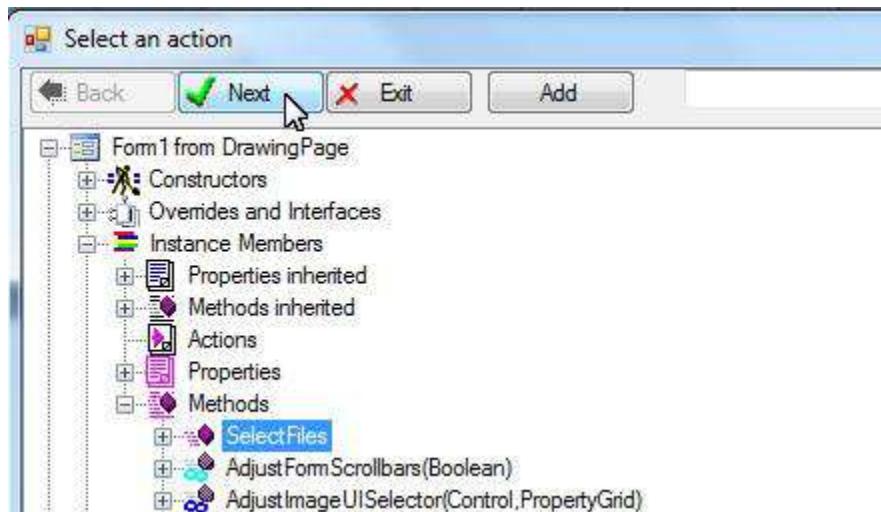 Select an action
Back Next Exit Add
Form1 from DrawingPage
Constructors
Overrides and Interfaces
Instance Members
Properties inherited
Methods inherited
Actions
Properties
Methods
SelectFiles
AdjustFormScrollbars(Boolean)
AdjustImageUISelector(Control,PropertyGrid)